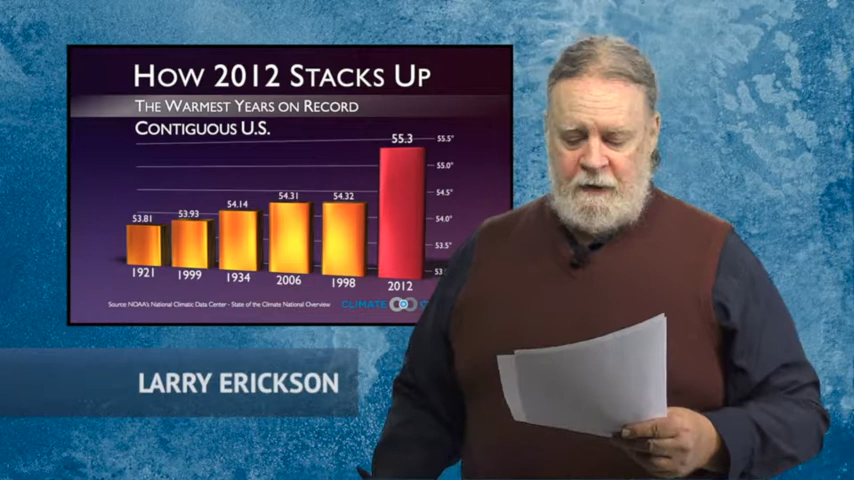 HOW 2012 STACKS UP
THE WARMEST YEARS ON RECORD
CONTIGUOUS U.S.
55.3
55.5°
55.0°
54.5°
54.0°
53.5°
53.81
53.93
54.14
54.31
54.32
1921
1999
1934
2006
1998
2012
Source: NOAA's National Climatic Data Center - State of the Climate National Overview
CLIMATE
LARRY ERICKSON